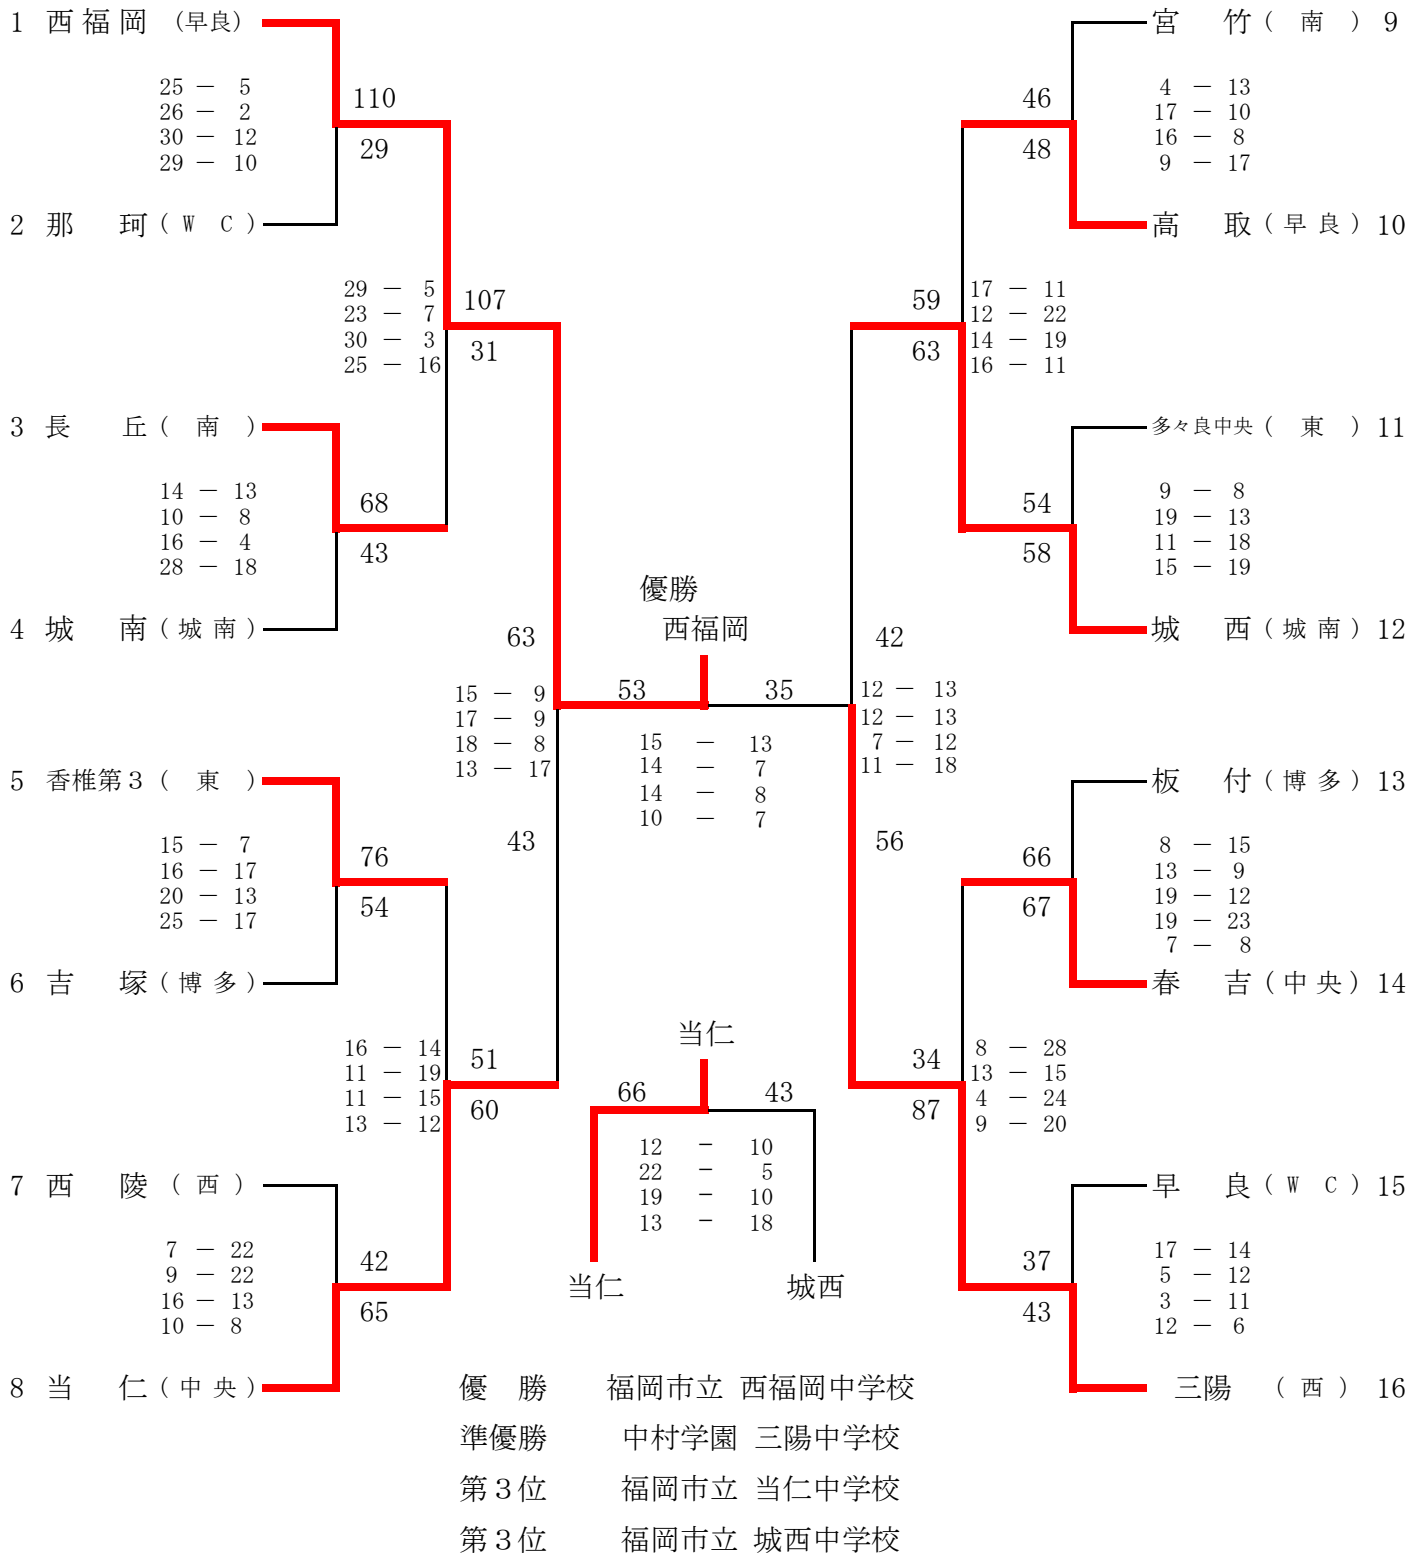 1 西福岡 (早良)
25 － 5
26 － 2
30 － 12
29 － 10
110
29
2 那 珂 ( W C )
29 － 5
23 － 7
30 － 3
25 － 16
107
31
3 長 丘 ( 南 )
14 － 13
10 － 8
16 － 4
28 － 18
68
43
4 城 南 ( 城 南 )
63
15 － 9
17 － 9
18 － 8
13 － 17
43
5 香椎第３ ( 東 )
15 － 7
16 － 17
20 － 13
25 － 17
76
54
6 吉 塚 ( 博 多 )
16 － 14
11 － 19
11 － 15
13 － 12
51
60
7 西 陵 ( 西 )
7 － 22
9 － 22
16 － 13
10 － 8
42
65
8 当 仁 ( 中 央 )
優勝
西福岡
53 35
15 － 13
14 － 7
14 － 8
10 － 7
当仁
66 43
12 － 10
22 － 5
19 － 10
13 － 18
当仁 城西
宮 竹 ( 南 ) 9
46
48
4 － 13
17 － 10
16 － 8
9 － 17
高 取 ( 早 良 ) 10
59
63
17 － 11
12 － 22
14 － 19
16 － 11
多々良中央 ( 東 ) 11
54
58
9 － 8
19 － 13
11 － 18
15 － 19
城 西 ( 城 南 ) 12
42
12 － 13
12 － 13
7 － 12
11 － 18
56
板 付 ( 博 多 ) 13
66
67
8 － 15
13 － 9
19 － 12
19 － 23
7 － 8
春 吉 ( 中 央 ) 14
34
87
8 － 28
13 － 15
4 － 24
9 － 20
早 良 ( W C ) 15
37
43
17 － 14
5 － 12
3 － 11
12 － 6
三陽 ( 西 ) 16
優 勝 福岡市立 西福岡中学校
準優勝 中村学園 三陽中学校
第３位 福岡市立 当仁中学校
第３位 福岡市立 城西中学校